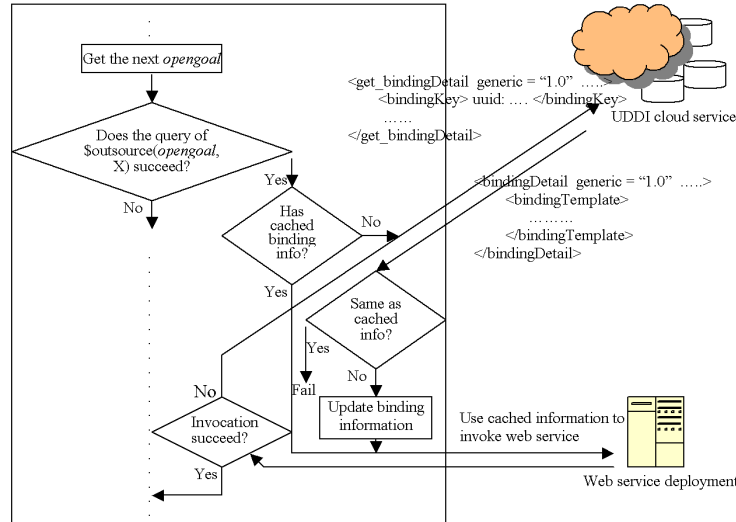 Get the next opengoal
Does the query of
$outsource(opengoal,
X) succeed?
Yes
No
Has
cached
binding
info?
No
Yes
Same as
cached
info?
Yes
Fail
No
Update binding
information
No
Invocation
succeed?
Yes
<get_bindingDetail generic = “1.0” …..
<bindingKey> uuid: …. </bindingKey>
……
</get_bindingDetail>
UDDI cloud service
<bindingDetail generic = “1.0” …..>
<bindingTemplate>
………
</bindingTemplate>
</bindingDetail>
Use cached information to
invoke web service
Web service deployment